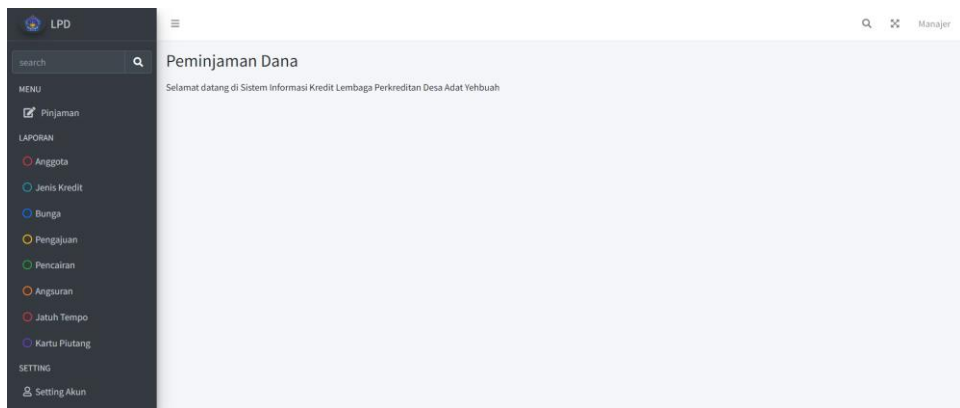 LPD
Manajer
search
MENU
Pinjaman
LAPORAN
Anggota
Jenis Kredit
Bunga
Pengajuan
Pencairan
Angsuran
Jatuh Tempo
Kartu Piutang
SETTING
Setting Akun
Peminjaman Dana
Selamat datang di Sistem Informasi Kredit Lembaga Perkreditan Desa Adat Yehbuah